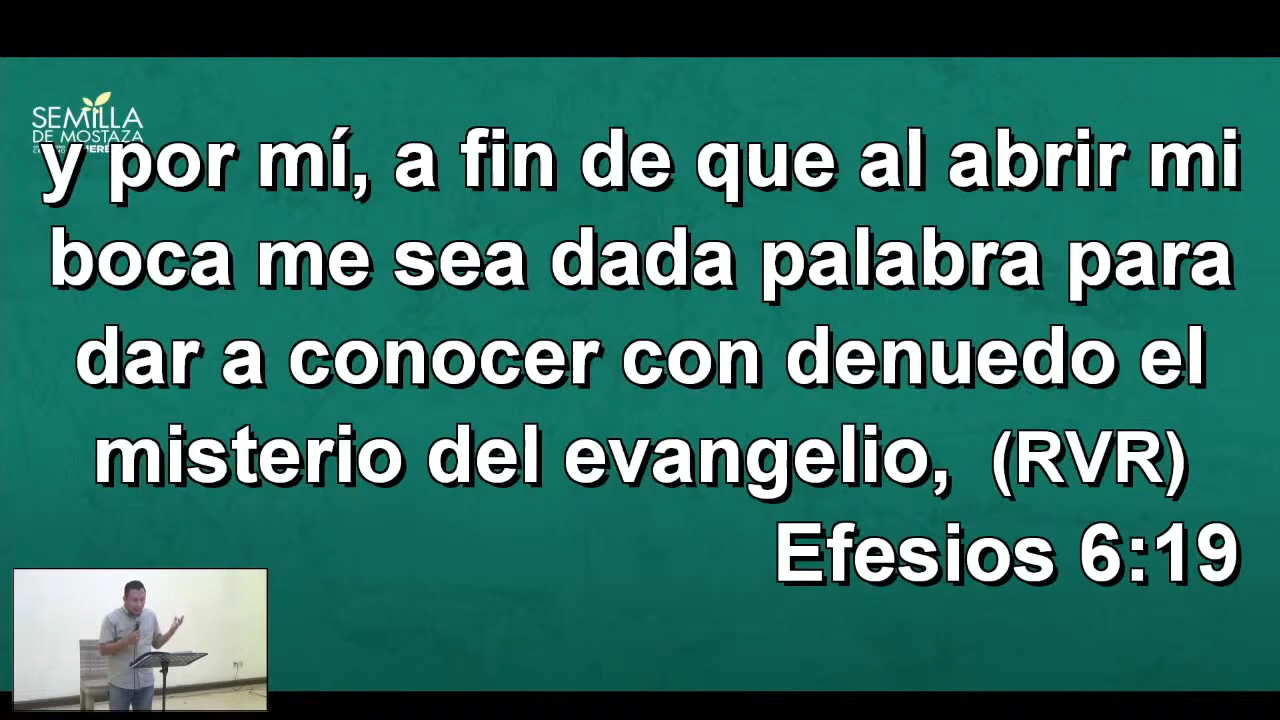 SEMILLA
DE MOSTAZA
y por mí, a fin de que al abrir mi
boca me sea dada palabra para
dar a conocer con denuedo el
misterio del evangelio, (RVR)
Efesios 6:19